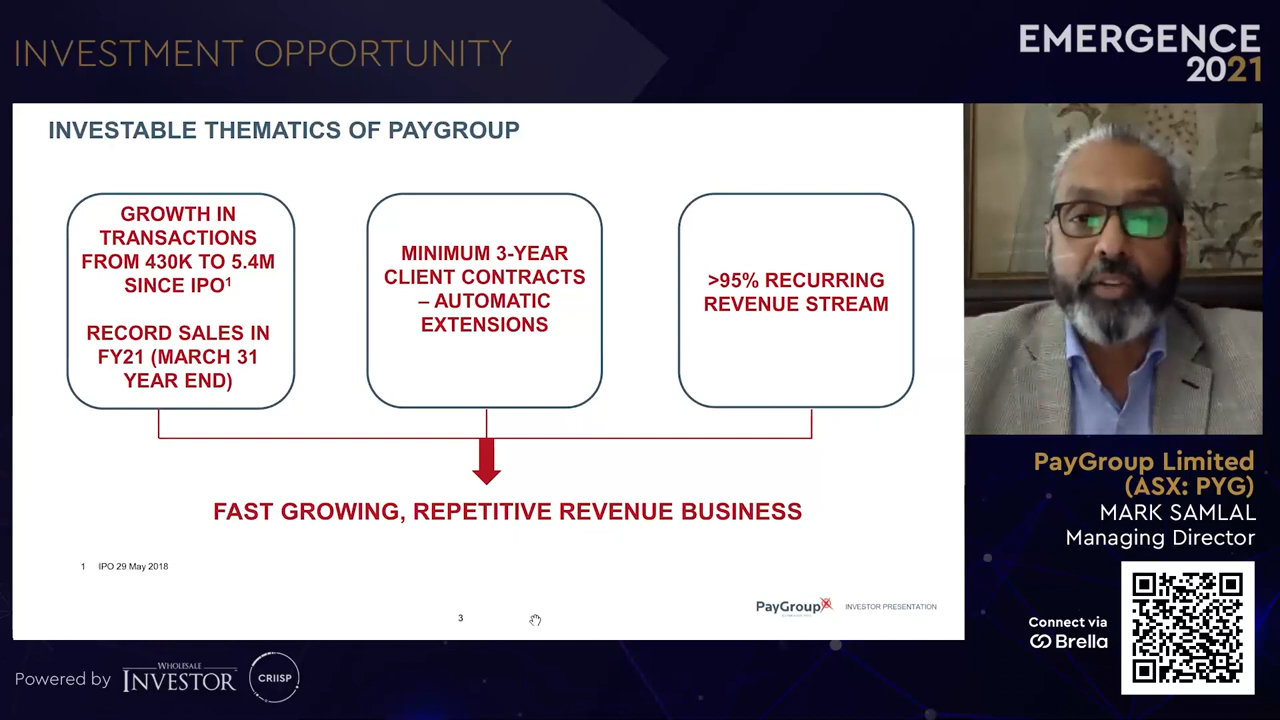 INVESTMENT OPPORTUNITY
EMERGENCE
2021
INVESTABLE THEMATICS OF PAYGROUP
GROWTH IN
TRANSACTIONS
FROM 430K TO 5.4M
SINCE IPO¹
RECORD SALES IN
FY21 (MARCH 31
YEAR END)
MINIMUM 3-YEAR
CLIENT CONTRACTS
– AUTOMATIC
EXTENSIONS
>95% RECURRING
REVENUE STREAM
FAST GROWING, REPETITIVE REVENUE BUSINESS
1 IPO 29 May 2018
3
PayGroup
INVESTOR PRESENTATION
PayGroup Limited
(ASX: PYG)
MARK SAMLAL
Managing Director
Connect via
Brella
Powered by
WHOLESALE
INVESTOR
CRIISP